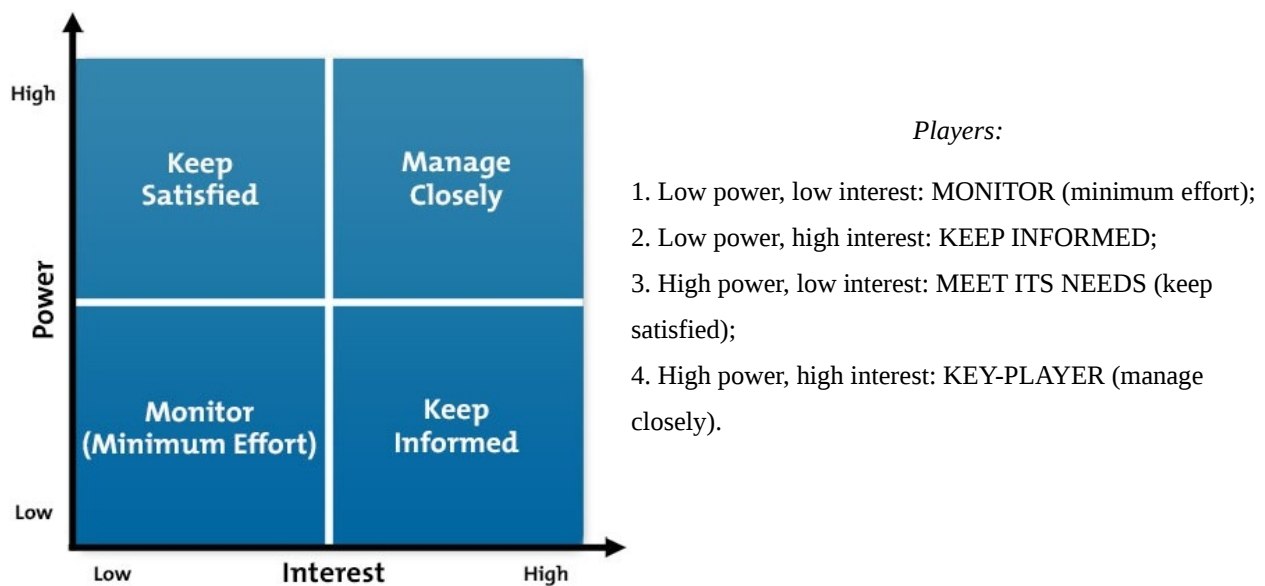 High
Keep
Satisfied
Manage
Closely
Power
Monitor
(Minimum Effort)
Keep
Informed
Low
Low
Interest
High
Players:
1. Low power, low interest: MONITOR (minimum effort);
2. Low power, high interest: KEEP INFORMED;
3. High power, low interest: MEET ITS NEEDS (keep
satisfied);
4. High power, high interest: KEY-PLAYER (manage
closely).